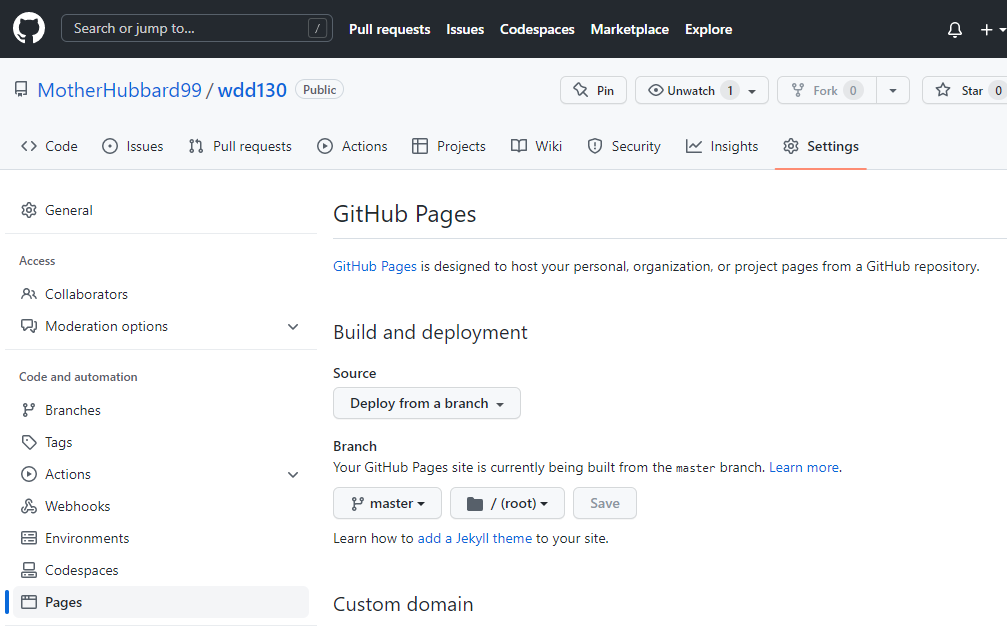 Search or jump to... / Pull requests Issues Codespaces Marketplace Explore
MotherHubbard99 / wdd130 Public Pin Unwatch 1 Fork 0 Star 0
Code Issues Pull requests Actions Projects Wiki Security Insights Settings
General
Access
Collaborators
Moderation options
Code and automation
Branches
Tags
Actions
Webhooks
Environments
Codespaces
Pages
GitHub Pages
GitHub Pages is designed to host your personal, organization, or project pages from a GitHub repository.
Build and deployment
Source
Deploy from a branch
Branch
Your GitHub Pages site is currently being built from the master branch. Learn more.
master / (root) Save
Learn how to add a Jekyll theme to your site.
Custom domain